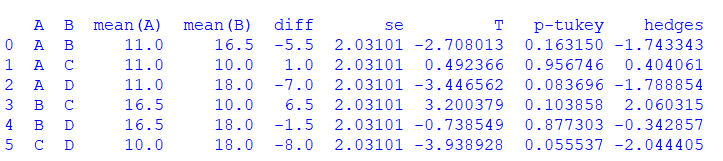 A B mean(A) mean(B) diff se T p-tukey hedges
0 A B 11.0 16.5 -5.5 2.03101 -2.708013 0.163150 -1.743343
1 A C 11.0 10.0 1.0 2.03101 0.492366 0.956746 0.404061
2 A D 11.0 18.0 -7.0 2.03101 -3.446562 0.083696 -1.788854
3 B C 16.5 10.0 6.5 2.03101 3.200379 0.103858 2.060315
4 B D 16.5 18.0 -1.5 2.03101 -0.738549 0.877303 -0.342857
5 C D 10.0 18.0 -8.0 2.03101 -3.938928 0.055537 -2.044405